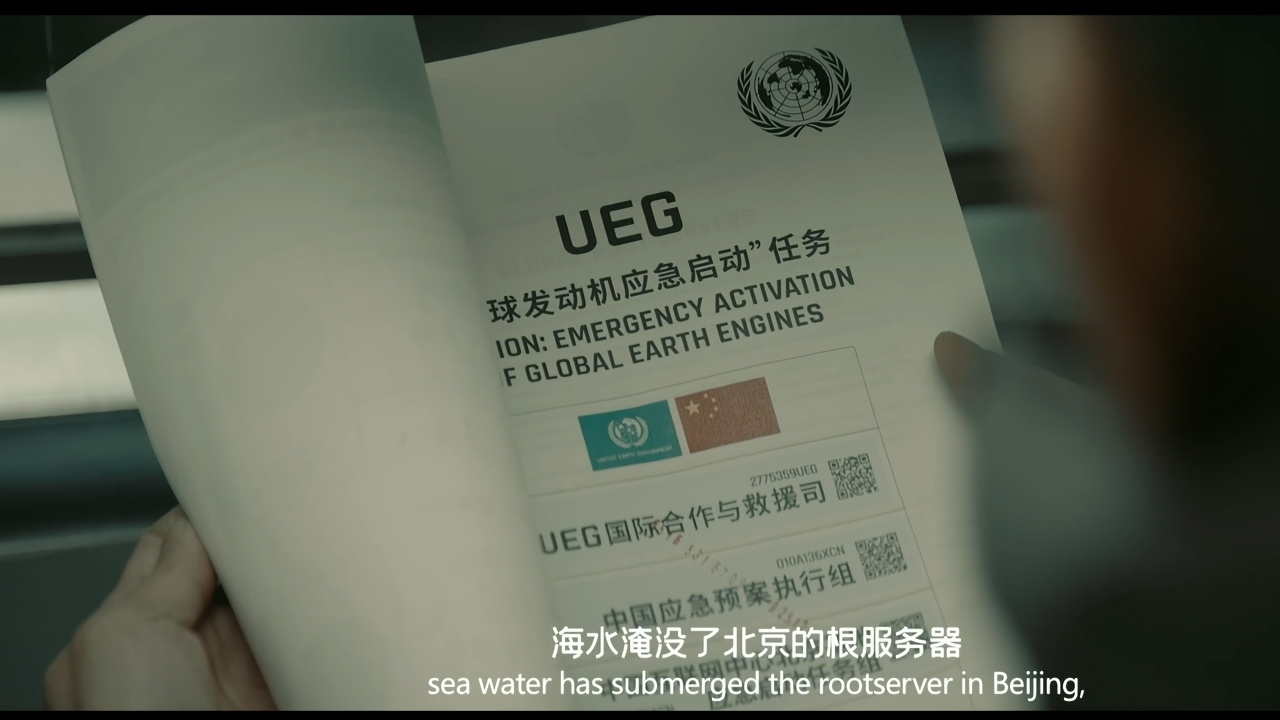 UEG
球发动机应急启动”任务
ION: EMERGENCY ACTIVATION
F GLOBAL EARTH ENGINES
UNITED EARTH GOVERNMENT
2775359UEG
UEG国际合作与救援司
010A136XCN
中国应急预案执行组
海水淹没了北京的根服务器
sea water has submerged the rootserver in Beijing,